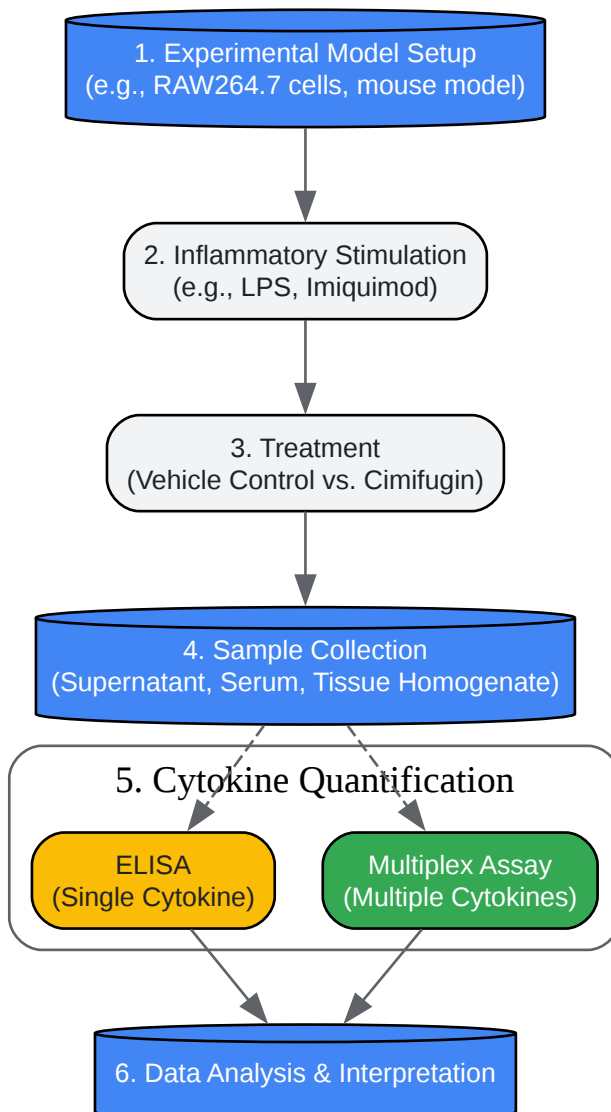 1. Experimental Model Setup
(e.g., RAW264.7 cells, mouse model)
2. Inflammatory Stimulation
(e.g., LPS, Imiquimod)
3. Treatment
(Vehicle Control vs. Cimifugin)
4. Sample Collection
(Supernatant, Serum, Tissue Homogenate)
5. Cytokine Quantification
ELISA
(Single Cytokine)
Multiplex Assay
(Multiple Cytokines)
6. Data Analysis & Interpretation